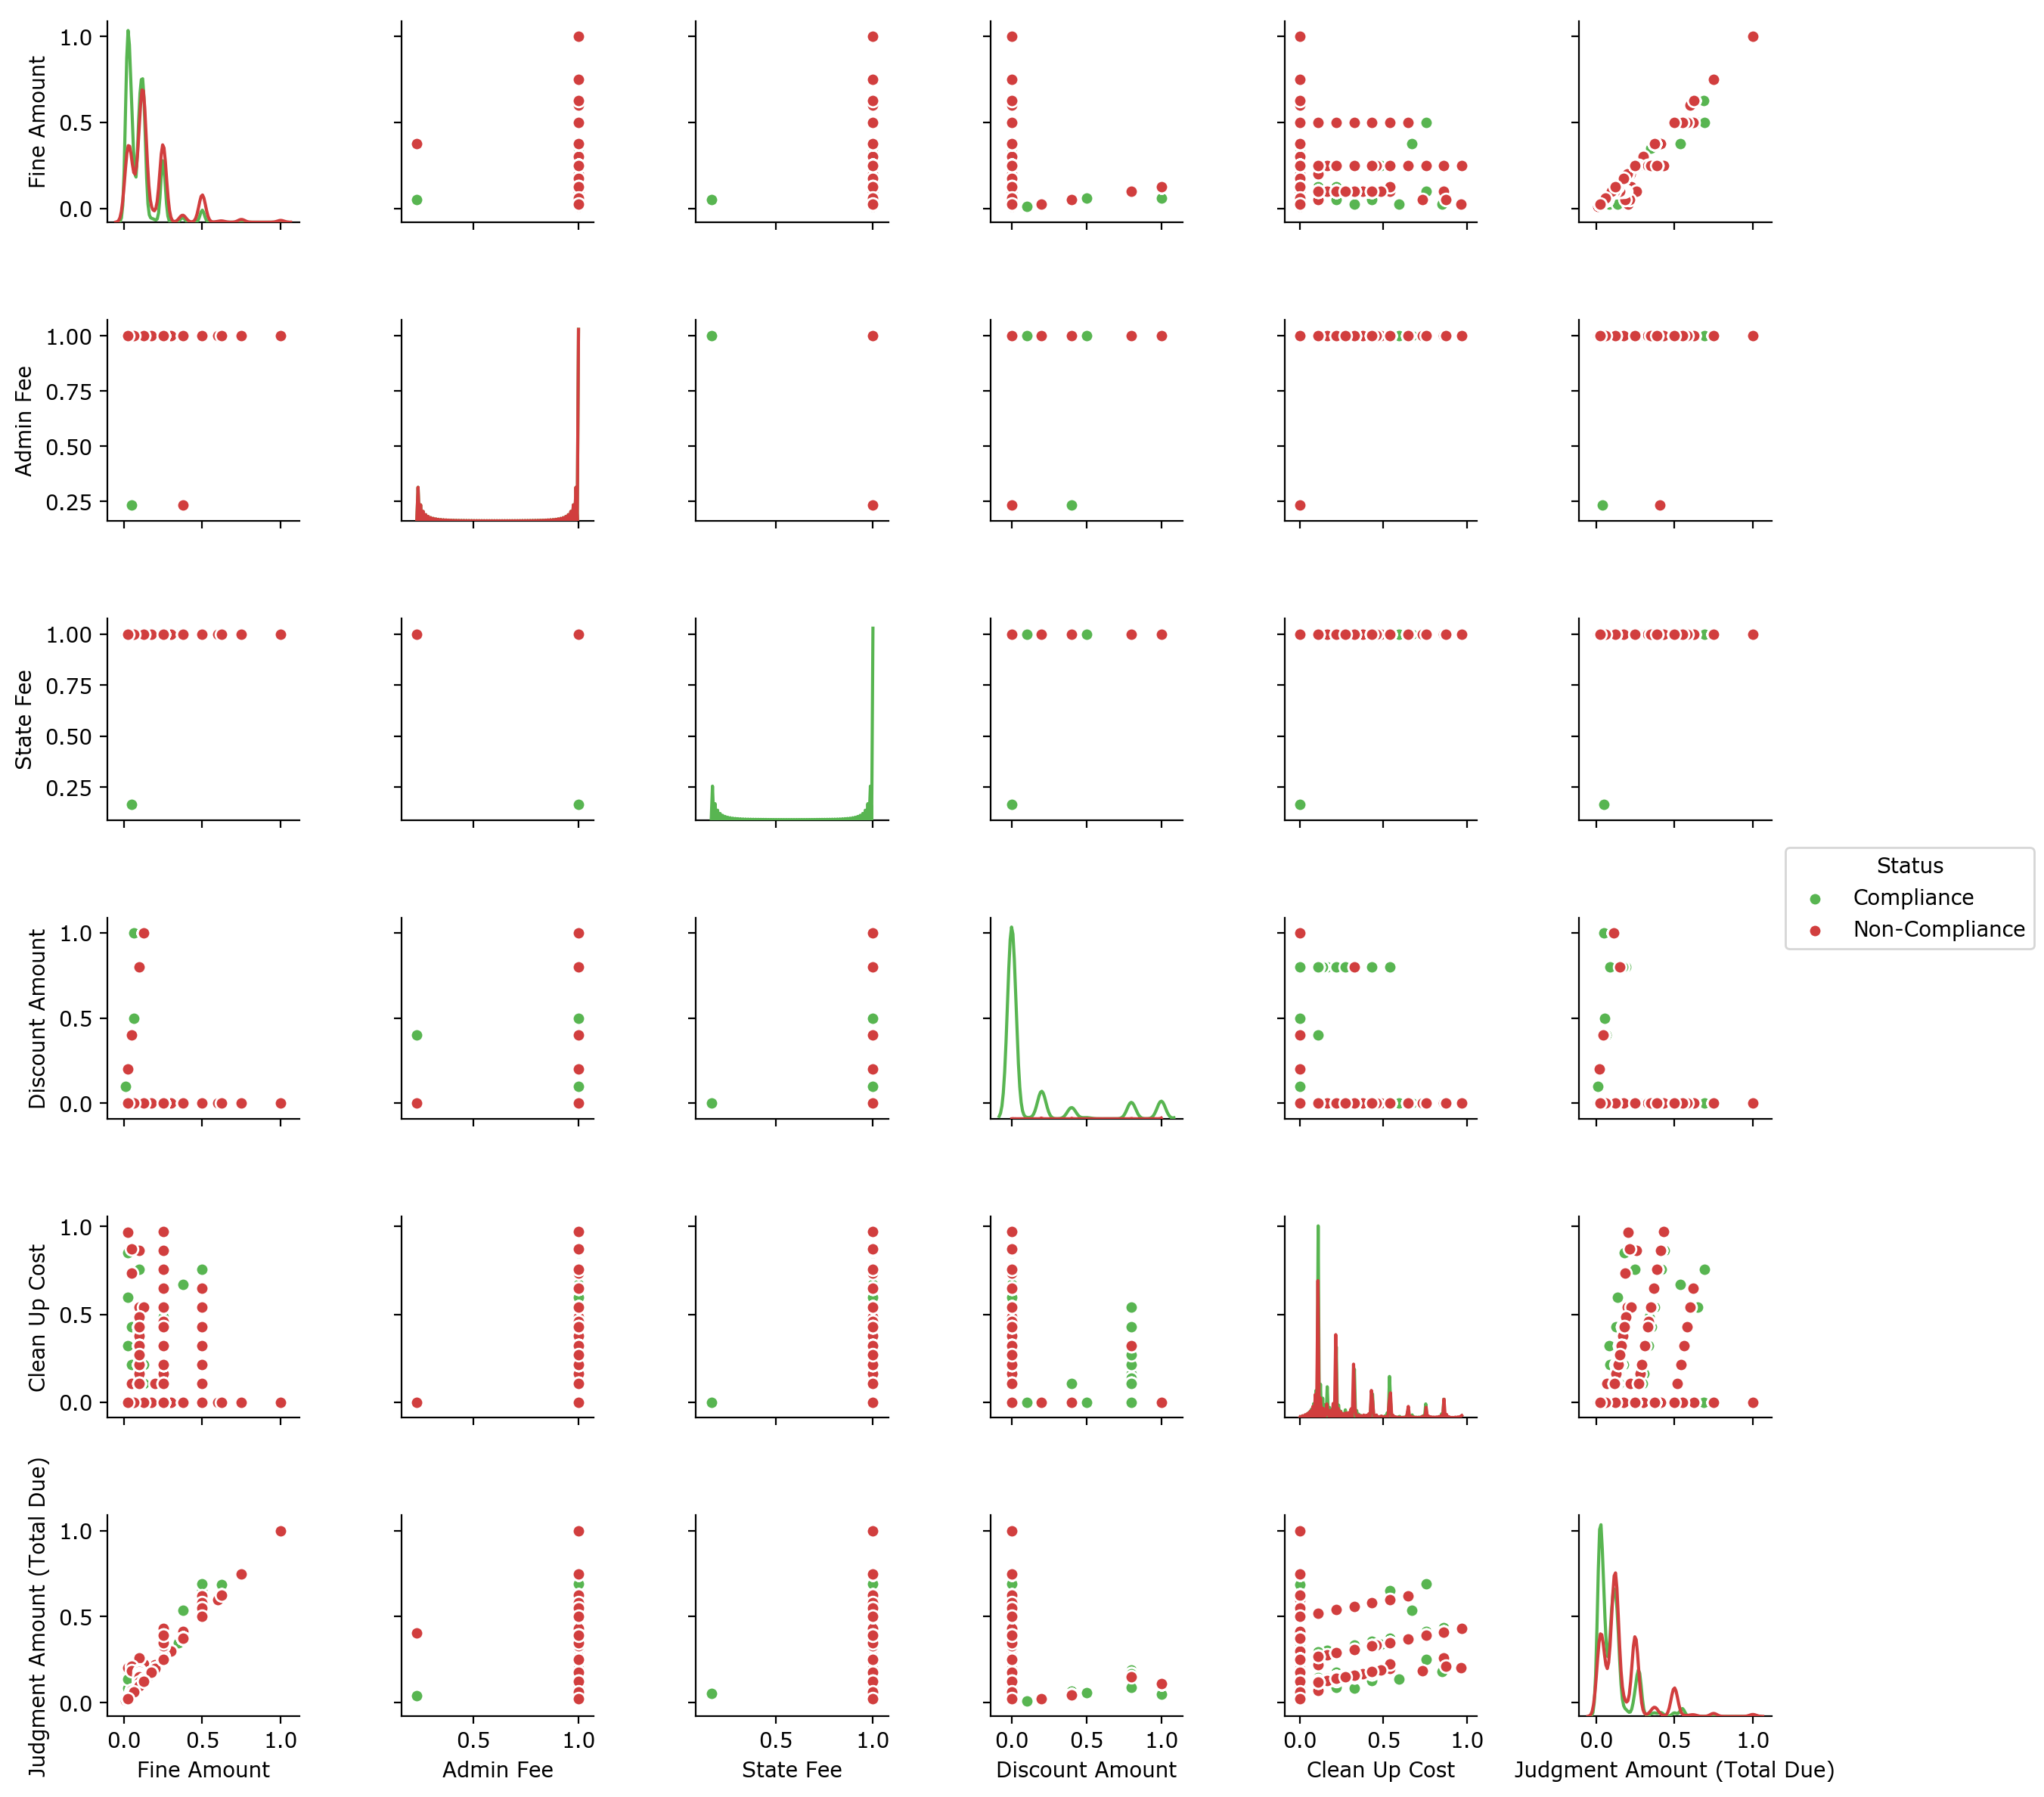 1.0
0.5
0.0
Fine Amount
1.00
0.75
0.50
0.25
Admin Fee
1.00
0.75
0.50
0.25
State Fee
Status
Compliance
Non-Compliance
1.0
0.5
0.0
Discount Amount
1.0
0.5
0.0
Clean Up Cost
1.0
0.5
0.0
Judgment Amount (Total Due)
0.0 0.5 1.0 0.5 1.0 0.5 1.0 0.0 0.5 1.0 0.0 0.5 1.0 0.0 0.5 1.0
Fine Amount Admin Fee State Fee Discount Amount Clean Up Cost Judgment Amount (Total Due)